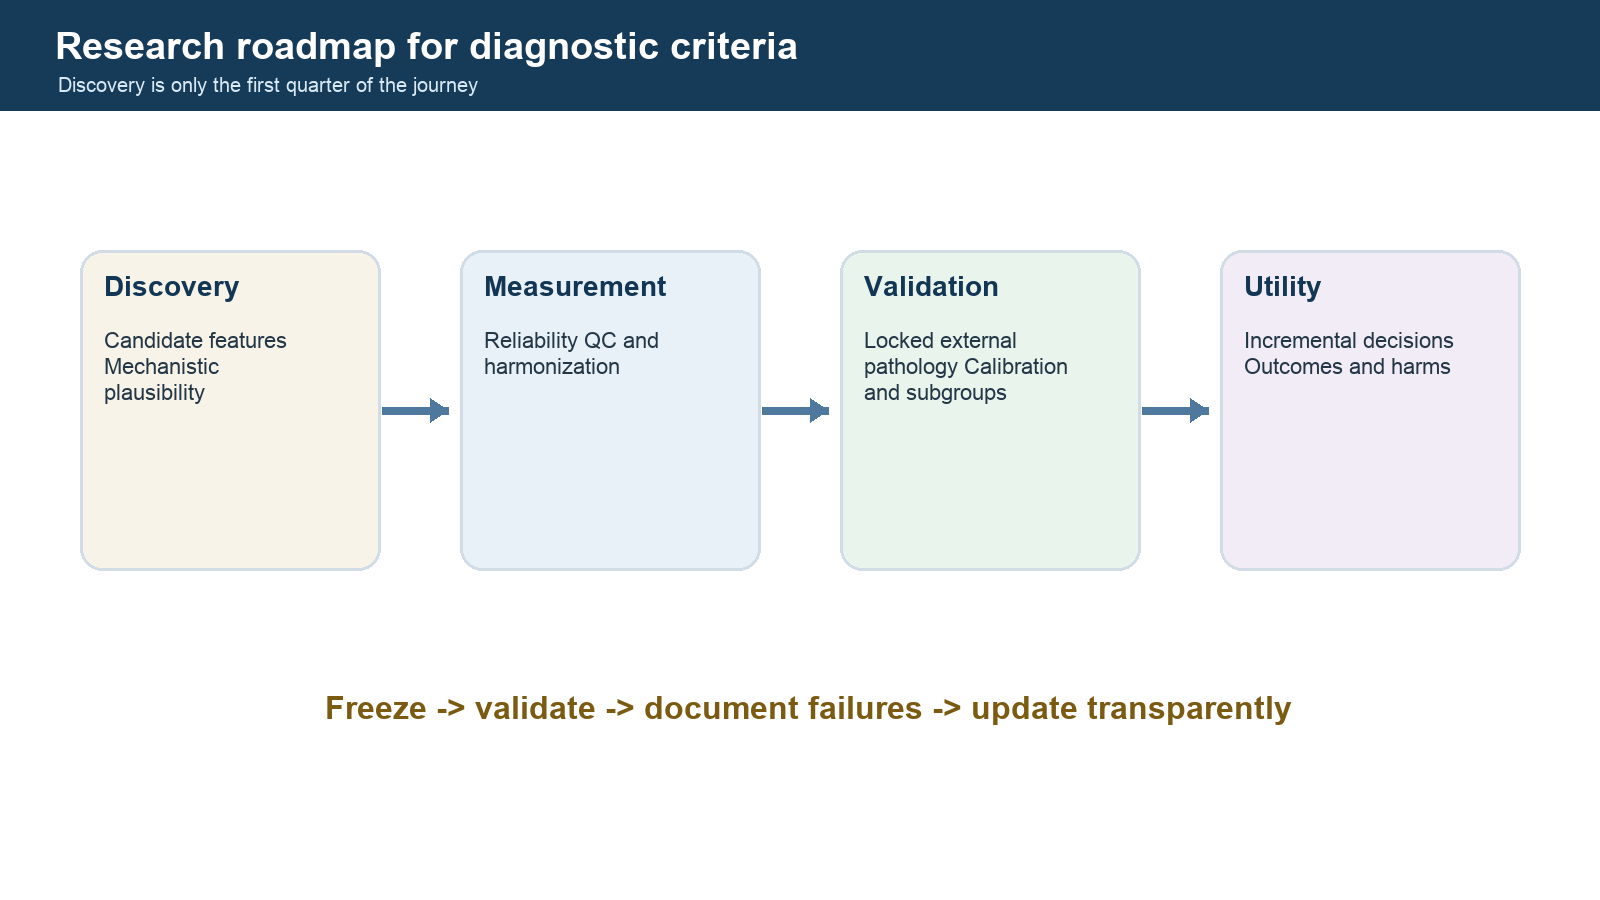 Research roadmap for diagnostic criteria
Discovery is only the first quarter of the journey
Discovery
Candidate features
Mechanistic
plausibility
Measurement
Reliability QC and
harmonization
Validation
Locked external
pathology Calibration
and subgroups
Utility
Incremental decisions
Outcomes and harms
Freeze -> validate -> document failures -> update transparently